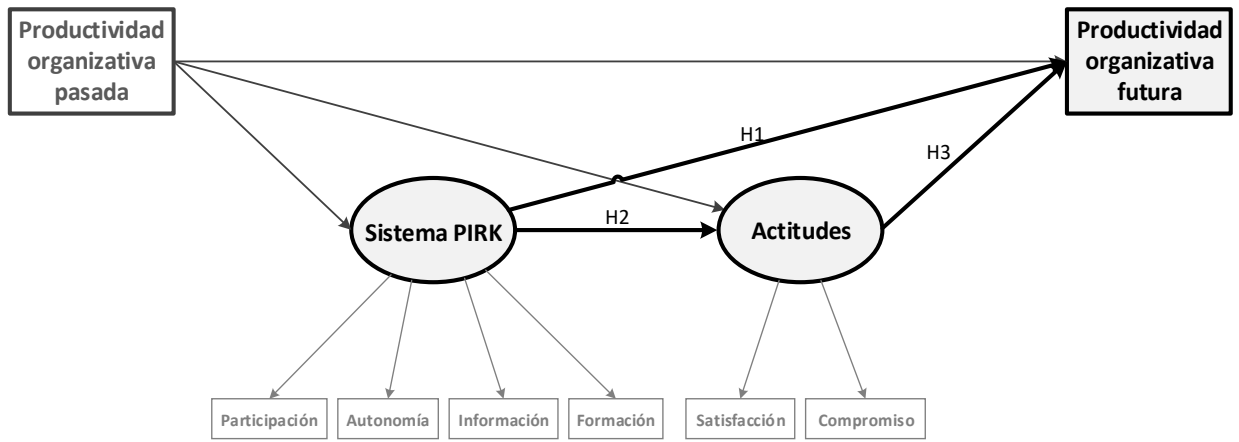 Productividad
organizativa
pasada
Productividad
organizativa
futura
H1
H3
H2
Sistema PIRK
Actitudes
Participación
Autonomía
Información
Formación
Satisfacción
Compromiso